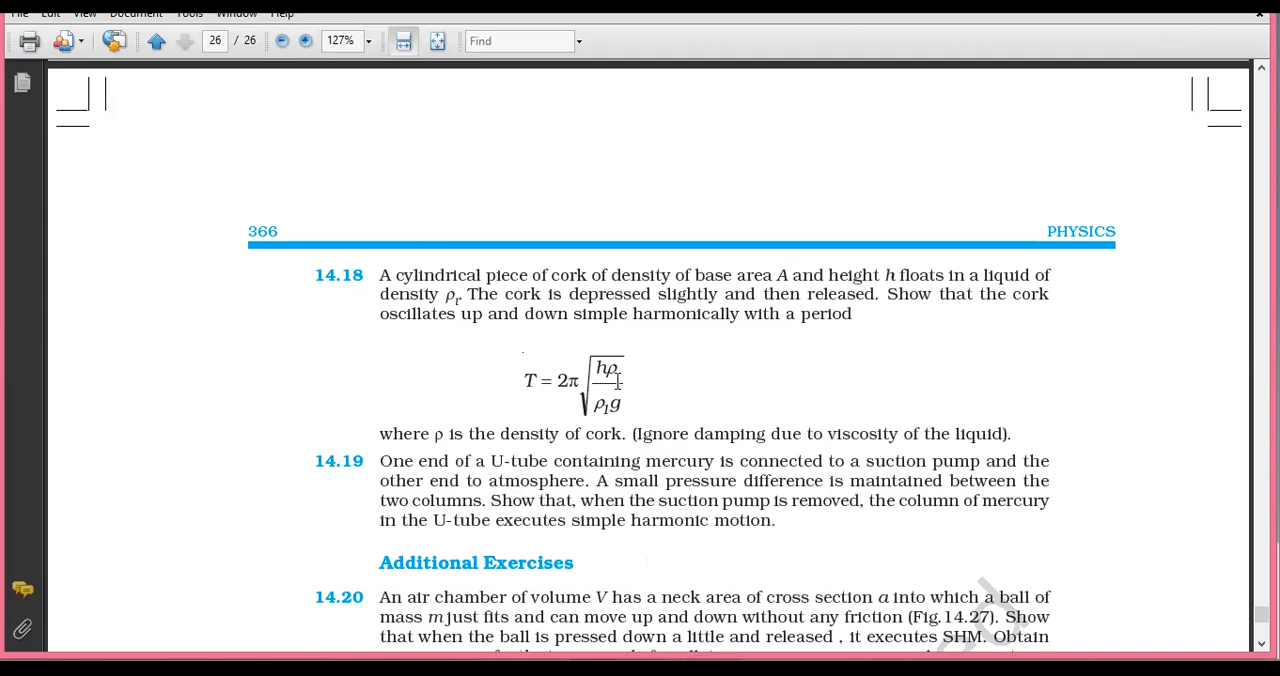 File Edit View Document Tools Window Help
26 / 26 127% Find
366 PHYSICS
14.18 A cylindrical piece of cork of density of base area A and height h floats in a liquid of
density ρl. The cork is depressed slightly and then released. Show that the cork
oscillates up and down simple harmonically with a period
T = 2π√(hρ/ρ1g)
where ρ is the density of cork. (Ignore damping due to viscosity of the liquid).
14.19 One end of a U-tube containing mercury is connected to a suction pump and the
other end to atmosphere. A small pressure difference is maintained between the
two columns. Show that, when the suction pump is removed, the column of mercury
in the U-tube executes simple harmonic motion.
Additional Exercises
14.20 An air chamber of volume V has a neck area of cross section a into which a ball of
mass m just fits and can move up and down without any friction (Fig.14.27). Show
that when the ball is pressed down a little and released , it executes SHM. Obtain